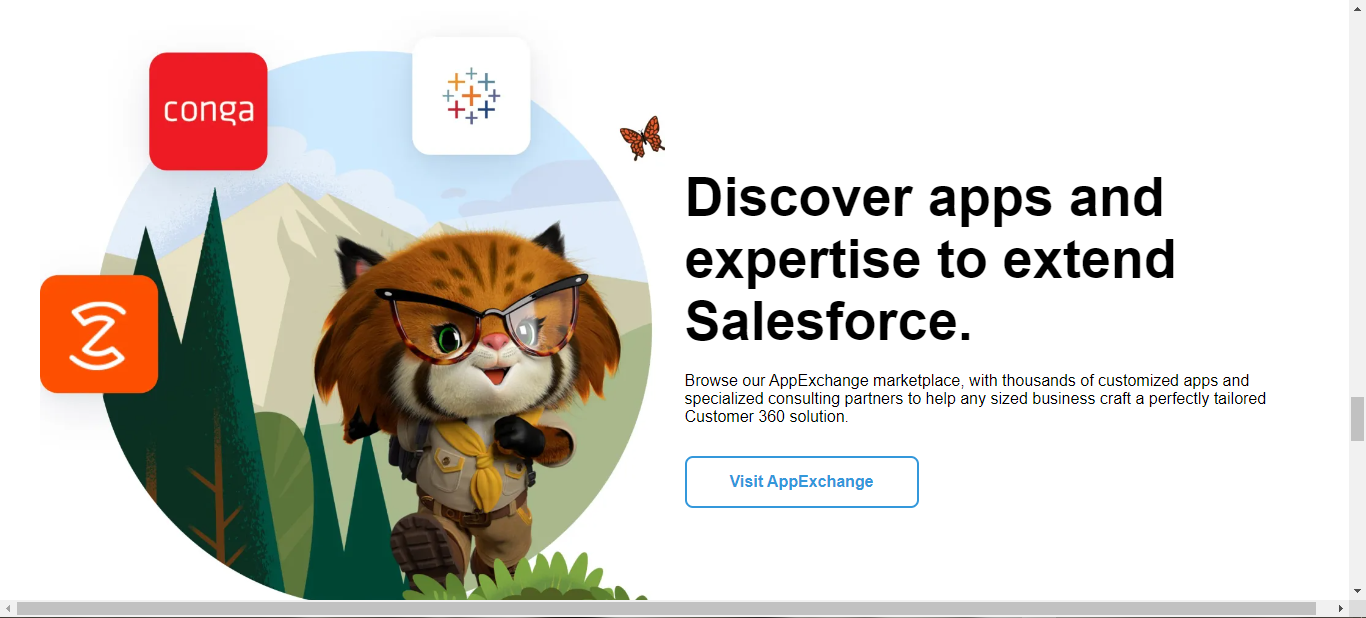 conga
Discover apps and
expertise to extend
Salesforce.
Browse our AppExchange marketplace, with thousands of customized apps and
specialized consulting partners to help any sized business craft a perfectly tailored
Customer 360 solution.
Visit AppExchange